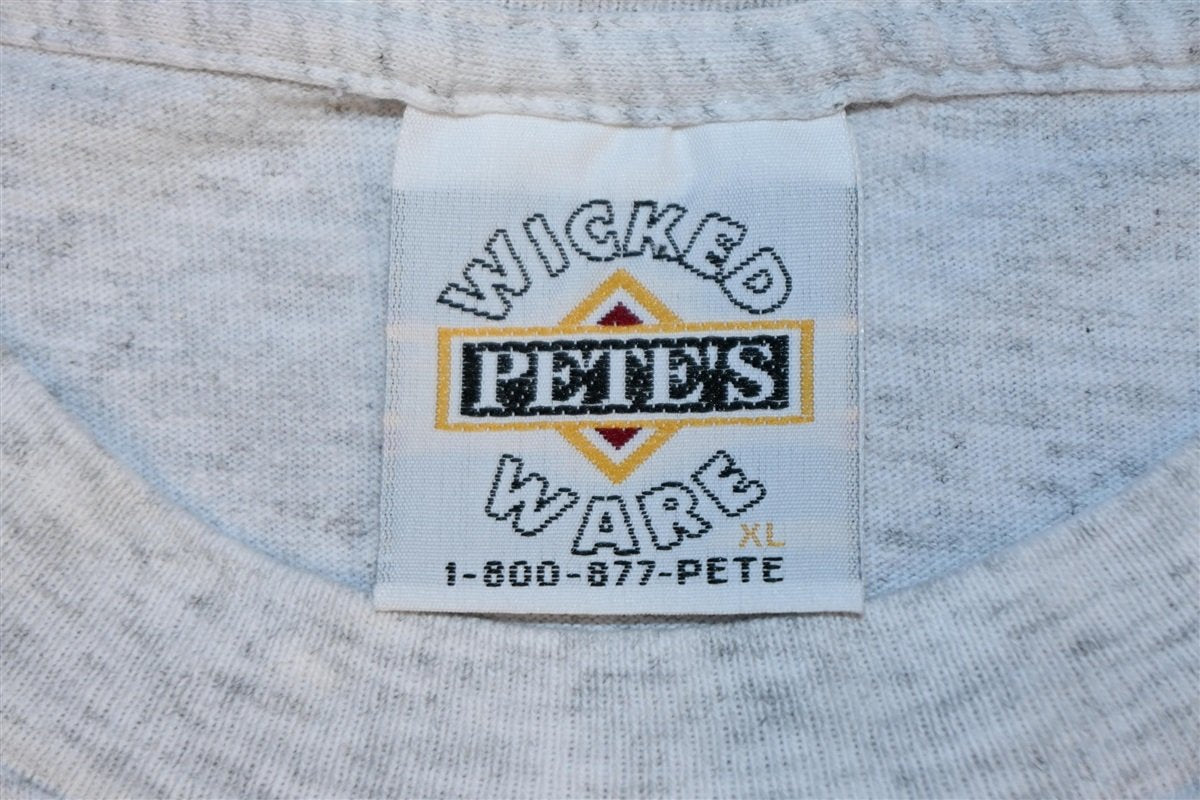 WICKED
PETE'S
WARE
XL
1-800-877-PETE